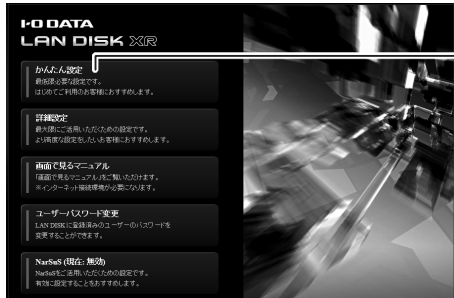 I-O DATA
LAN DISK XR
かんたん設定
最低限必要な設定です。
はじめてご利用のお客様におすすめします。
詳細設定
最大限にご活用いただくための設定です。
より高度な設定をしたいお客様におすすめします。
画面で見るマニュアル
「画面で見るマニュアル」をご覧いただけます。
※インターネット接続環境が必要になります。
ユーザーパスワード変更
LAN DISKに登録済みのユーザーのパスワードを
変更することができます。
NarSuS (現在: 無効)
NarSuSをご活用いただくための設定です。
有効に設定することをおすすめします。